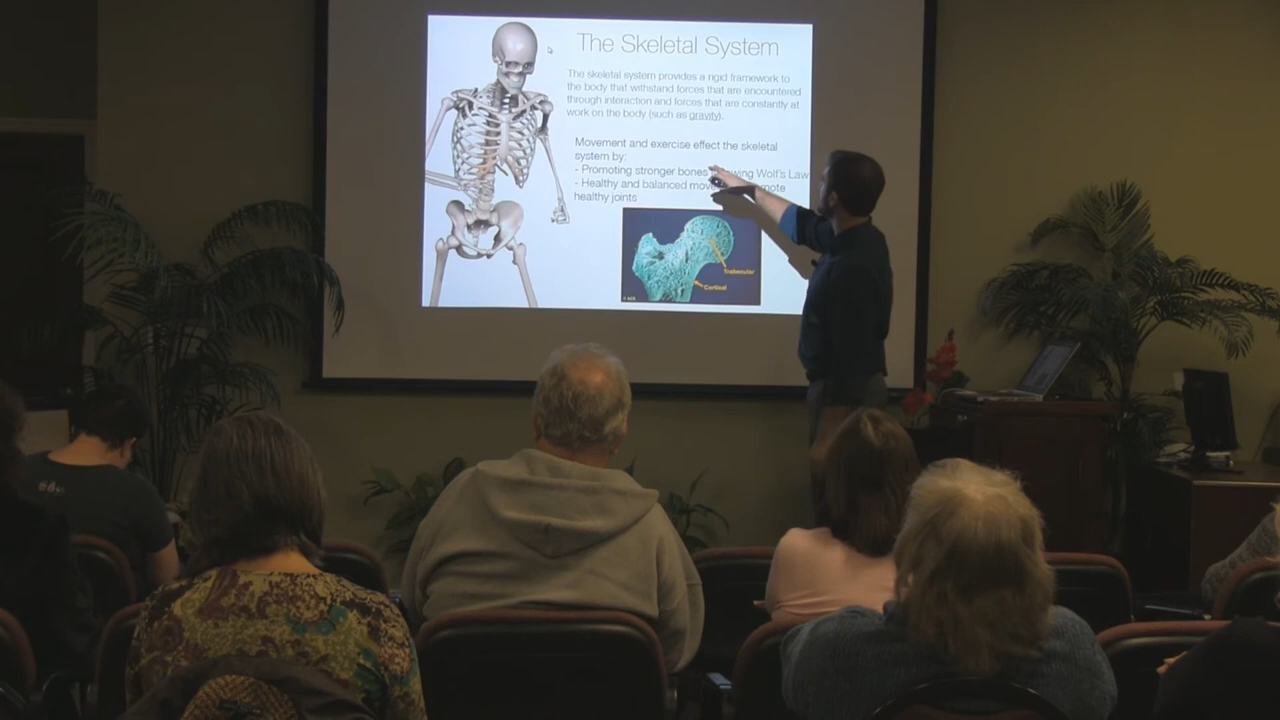 The Skeletal System
The skeletal system provides a rigid framework to
the body that withstand forces that are encountered
through interaction and forces that are constantly at
work on the body (such as gravity).
Movement and exercise effect the skeletal
system by:
- Promoting stronger bones Wolf's Law
- Healthy and balanced
healthy joints
Trabecular
Cortical